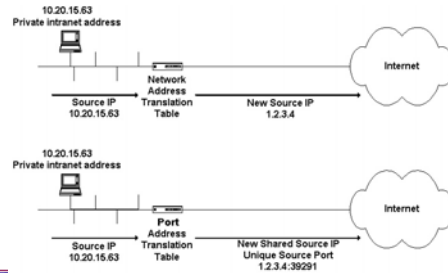 10.20.15.63
Private intranet address
Internet
Network
Address
Translation
Table
Source IP
10.20.15.63
New Source IP
1.2.3.4
10.20.15.63
Private intranet address
Internet
Port
Address
Translation
Table
Source IP
10.20.15.63
New Shared Source IP
Unique Source Port
1.2.3.4:39291